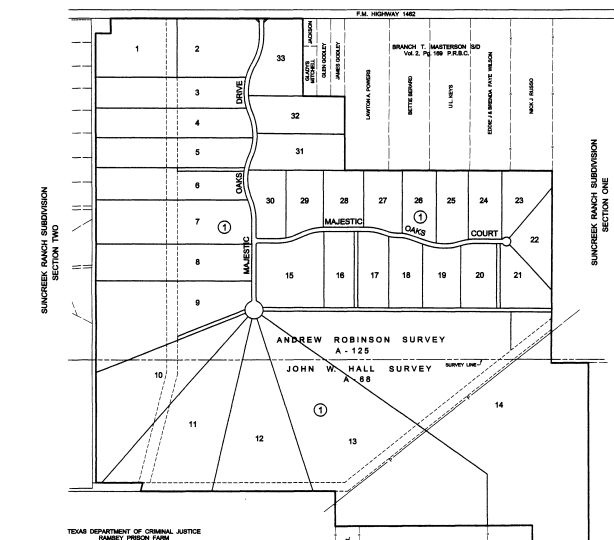 F.M. HIGHWAY 1462
1
2
33
JACKSON
GLADYS MITCHELL
GLEN GODLEY
JAMES GODLEY
BRANCH T. MASTERSON S/D
Vol. 2, Pg. 169 P.R.B.C.
LAWTON A. POWERS
BETTIE BERARD
U L. KEYS
EDDIE J & BRENDA FAYE WILSON
NICK J. RUSSO
3
DRIVE
4
32
5
31
6
OAKS
30
29
28
27
26
25
24
23
7
1
MAJESTIC
1
OAKS
COURT
22
8
MAJESTIC
15
16
17
18
19
20
21
9
SUNCREEK RANCH SUBDIVISION
SECTION TWO
SUNCREEK RANCH SUBDIVISION
SECTION ONE
ANDREW ROBINSON SURVEY
A - 125
SURVEY LINE
JOHN W. HALL SURVEY
A - 68
10
11
12
1
13
14
TEXAS DEPARTMENT OF CRIMINAL JUSTICE
RAMSEY PRISON FARM